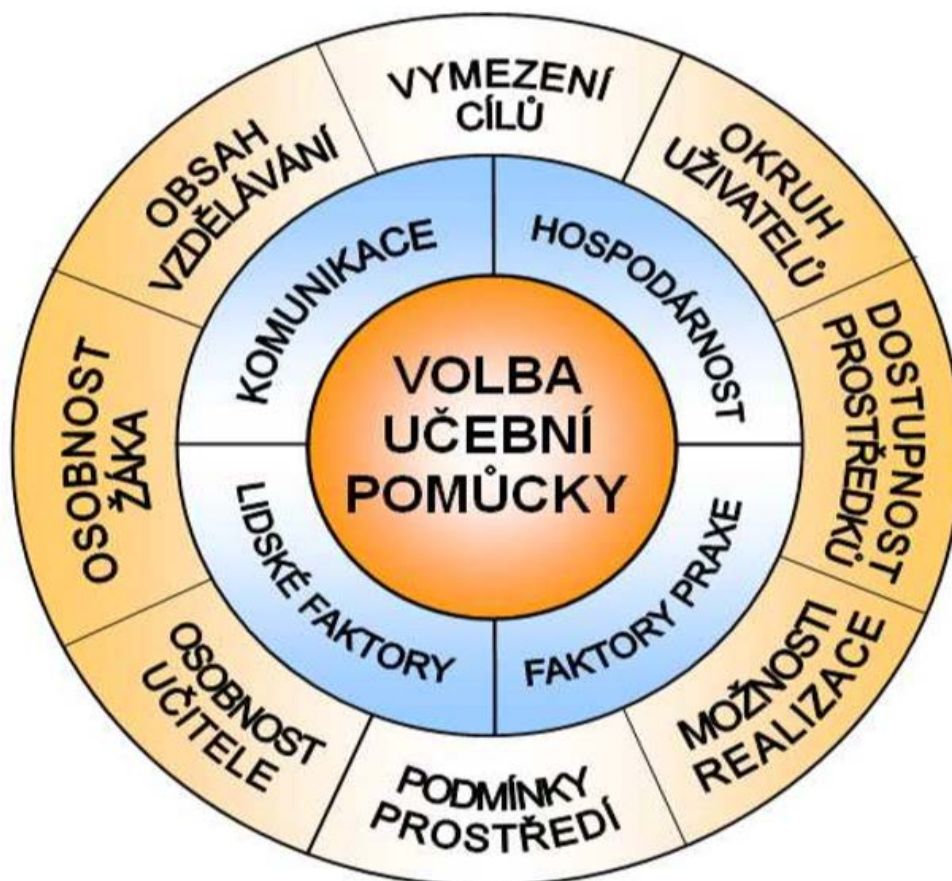 VYMEZENÍ
CÍLŮ
OKRUH
UŽIVATELŮ
DOSTUPNOST
PROSTŘEDKŮ
MOŽNOSTI
REALIZACE
PODMÍNKY
PROSTŘEDÍ
OSOBNOST
UČITELE
OSOBNOST
ŽÁKA
OBSAH
VZDĚLÁVÁNÍ
KOMUNIKACE
HOSPODÁRNOST
FAKTORY PRAXE
LIDSKÉ FAKTORY
VOLBA
UČEBNÍ
POMŮCKY